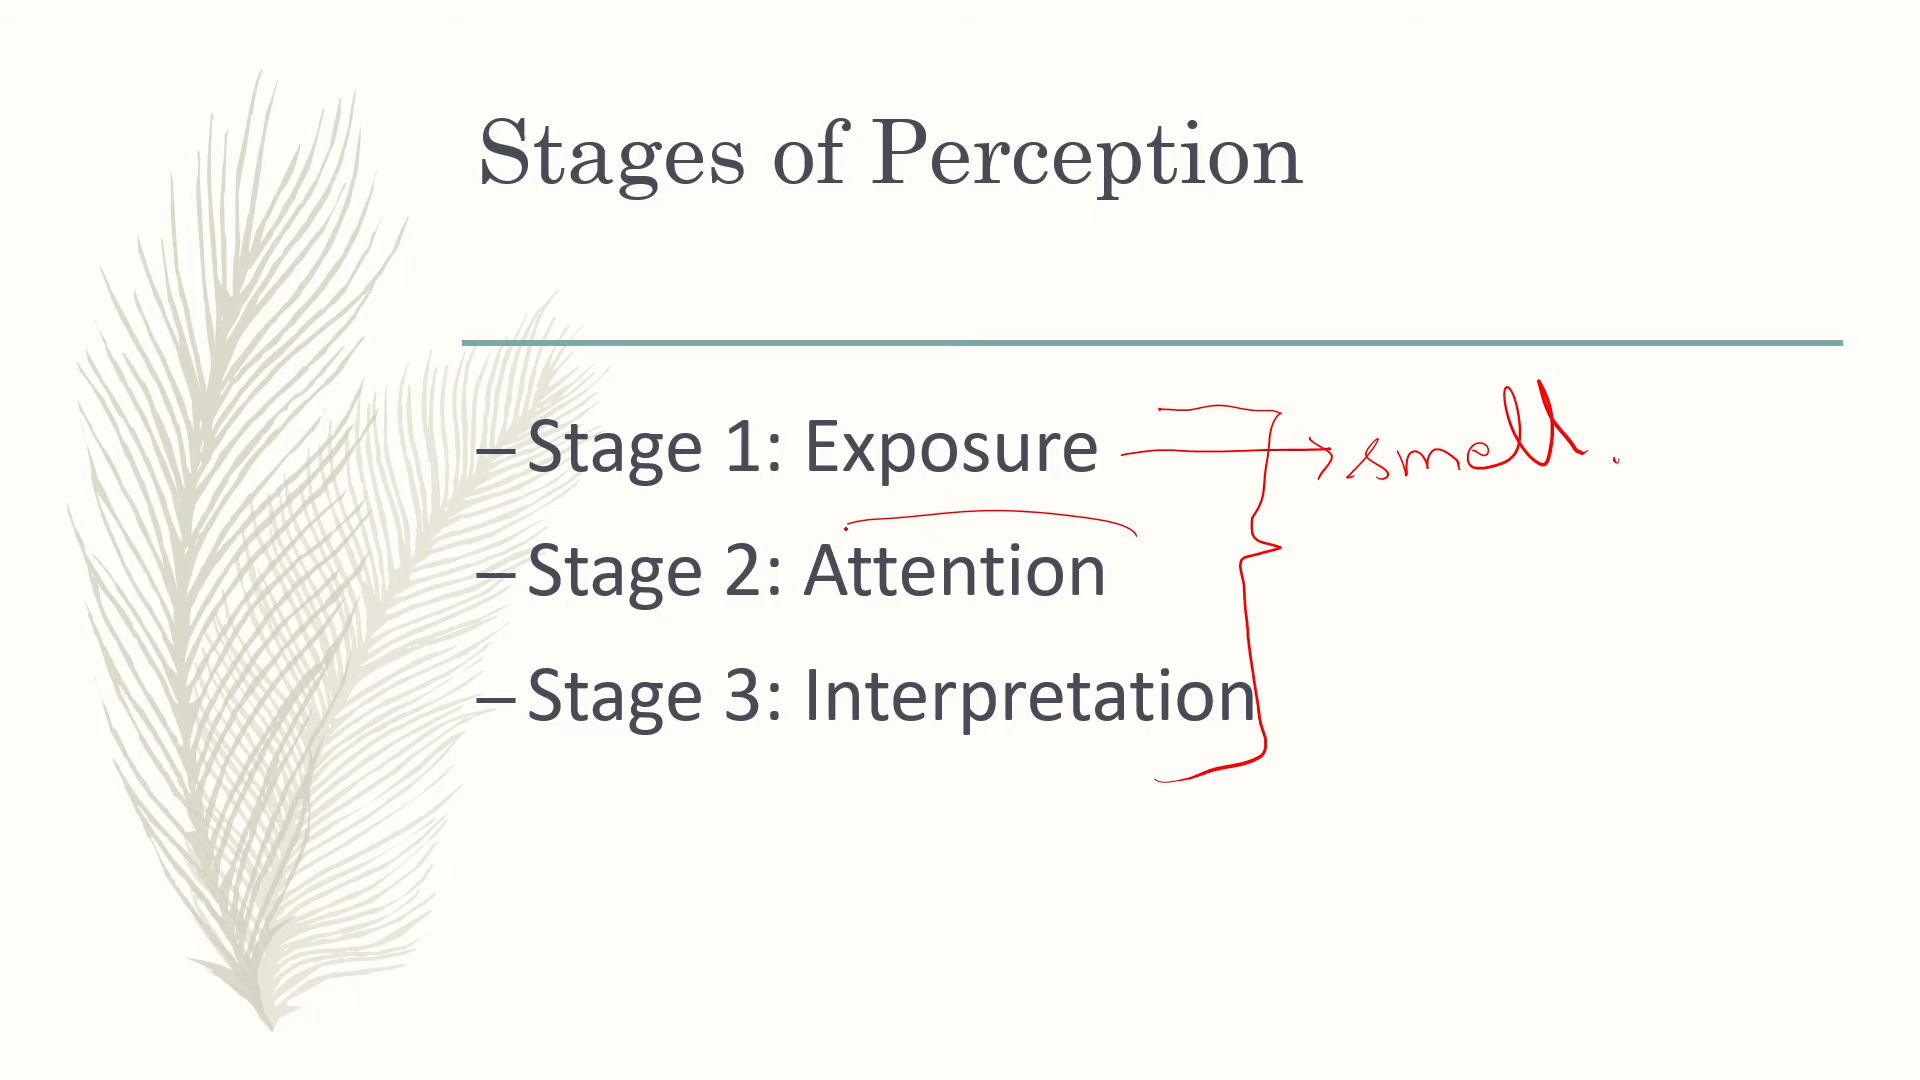 Stages of Perception
– Stage 1: Exposure → smell.
– Stage 2: Attention
– Stage 3: Interpretation